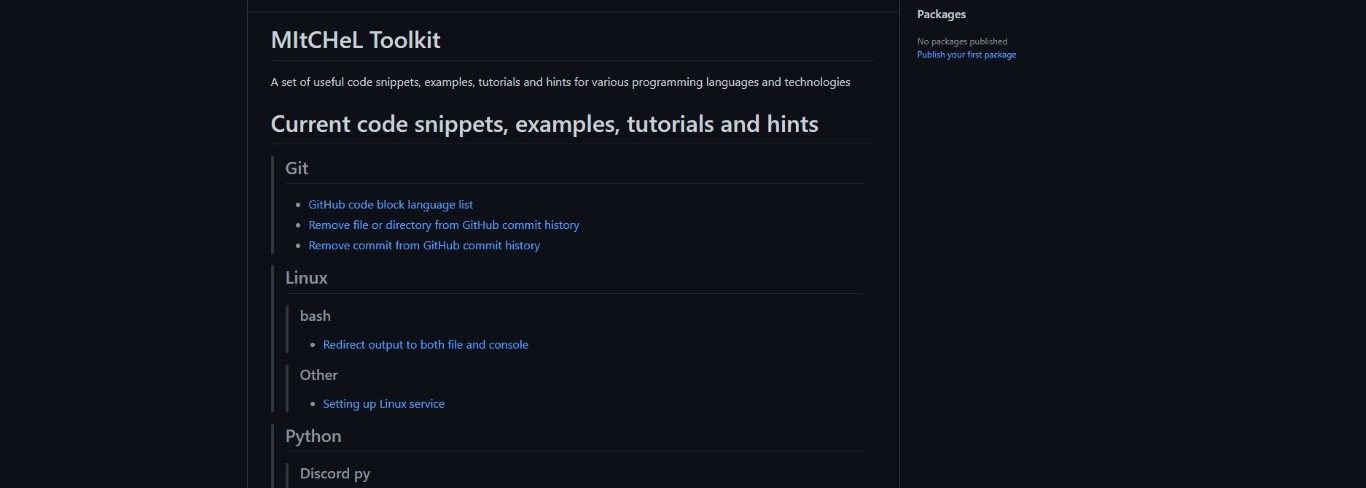 MItCHeL Toolkit
A set of useful code snippets, examples, tutorials and hints for various programming languages and technologies
Current code snippets, examples, tutorials and hints
Git
GitHub code block language list
Remove file or directory from GitHub commit history
Remove commit from GitHub commit history
Linux
bash
Redirect output to both file and console
Other
Setting up Linux service
Python
Discord py
Packages
No packages published
Publish your first package